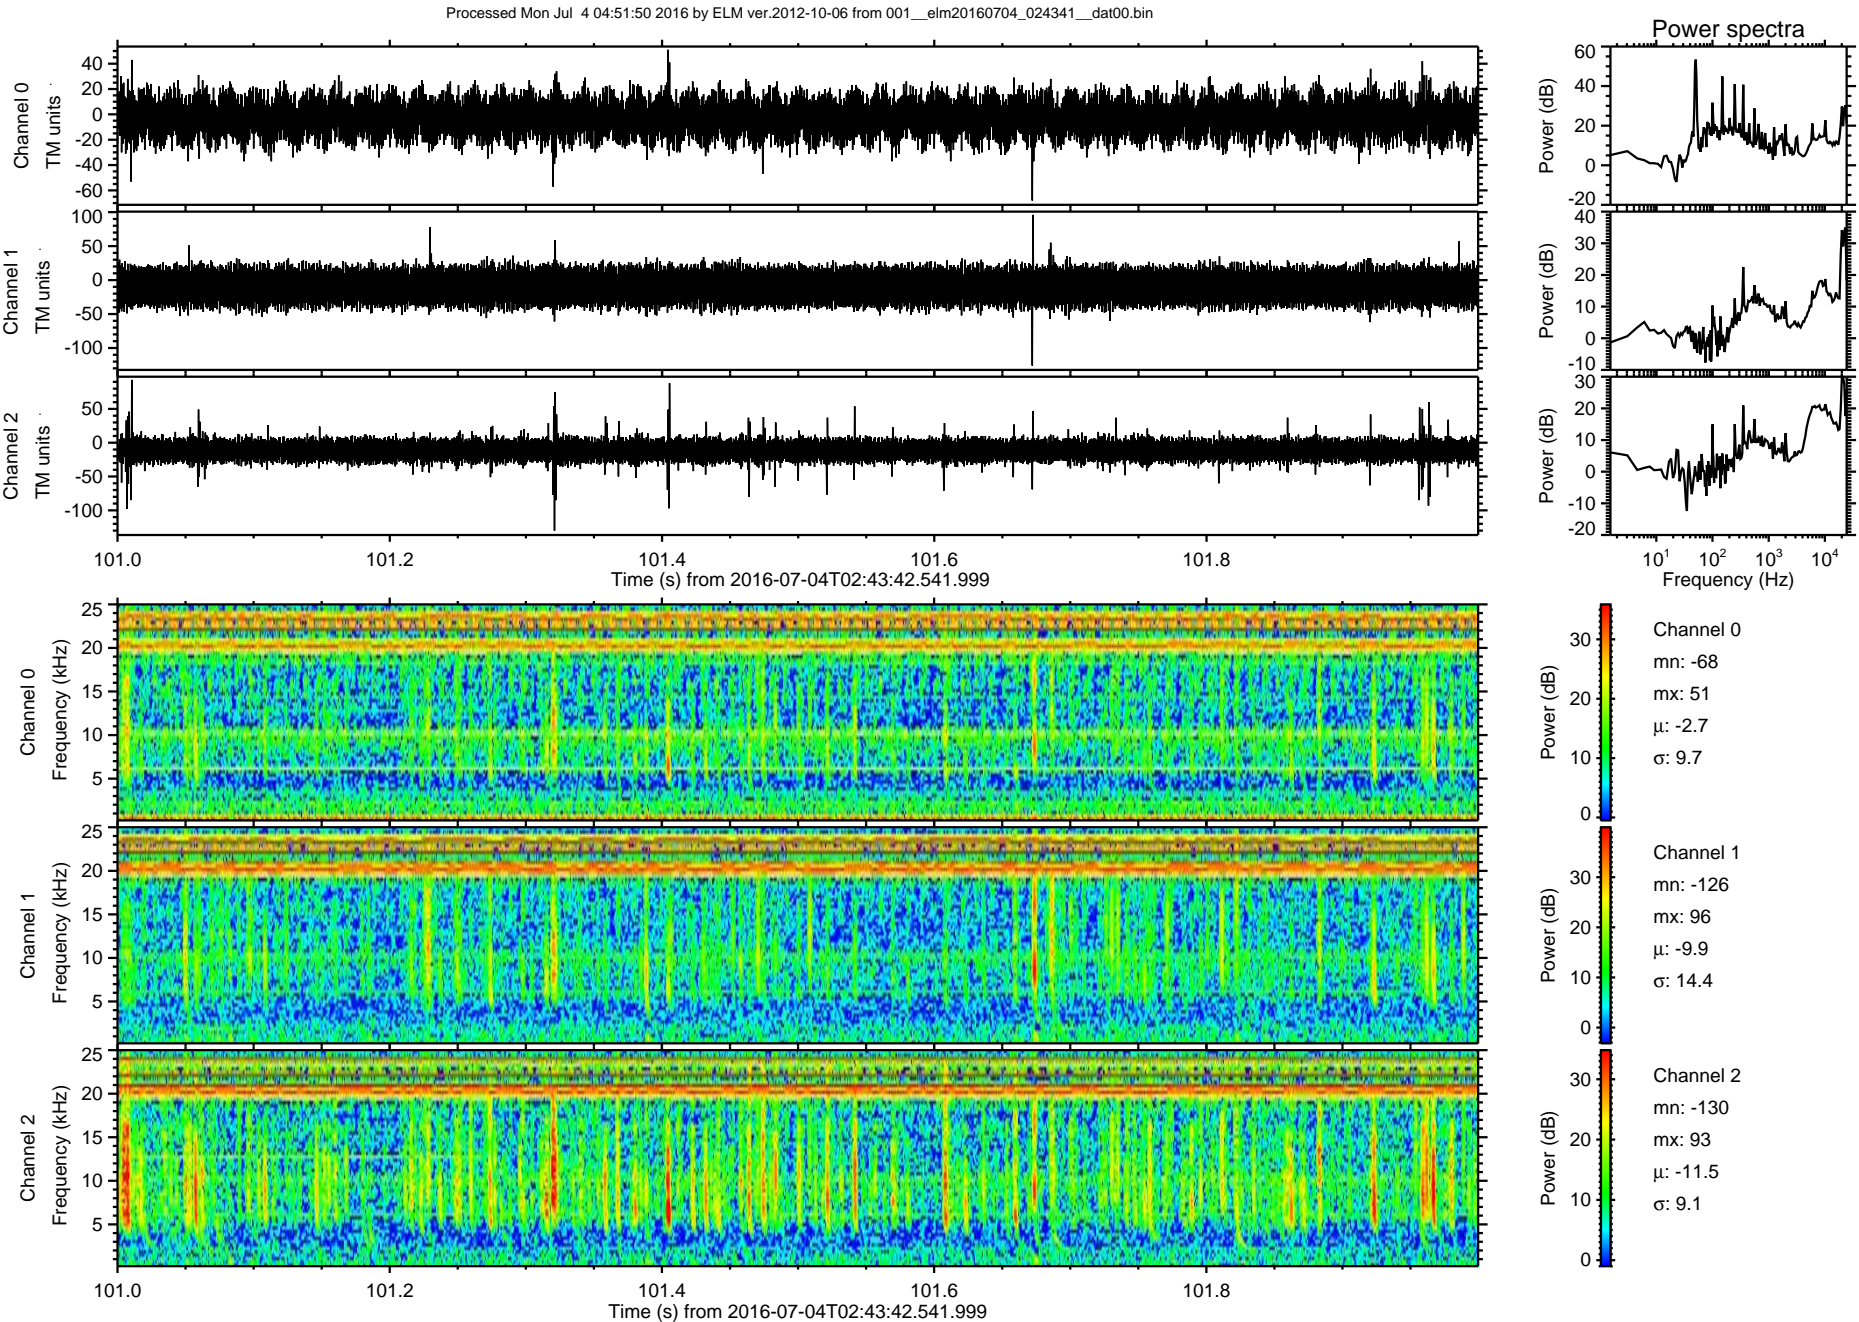 Processed Mon Jul  4 04:51:50 2016 by ELM ver.2012-10-06 from 001__elm20160704_024341__dat00.bin
Power spectra
Channel 0
TM units
40
20
0
-20
-40
-60
Power (dB)
60
40
20
0
-20
Channel 1
TM units
100
50
0
-50
-100
Power (dB)
40
30
20
10
0
-10
Channel 2
TM units
50
0
-50
-100
Power (dB)
30
20
10
0
-10
-20
101.0 101.2 101.4 101.6 101.8
Time (s) from 2016-07-04T02:43:42.541.999
10¹ 10² 10³ 10⁴
Frequency (Hz)
Channel 0
Frequency (kHz)
25
20
15
10
5
Power (dB)
30
20
10
0
Channel 0
mn: -68
mx: 51
μ: -2.7
σ: 9.7
Channel 1
Frequency (kHz)
25
20
15
10
5
Power (dB)
30
20
10
0
Channel 1
mn: -126
mx: 96
μ: -9.9
σ: 14.4
Channel 2
Frequency (kHz)
25
20
15
10
5
Power (dB)
30
20
10
0
Channel 2
mn: -130
mx: 93
μ: -11.5
σ: 9.1
101.0 101.2 101.4 101.6 101.8
Time (s) from 2016-07-04T02:43:42.541.999